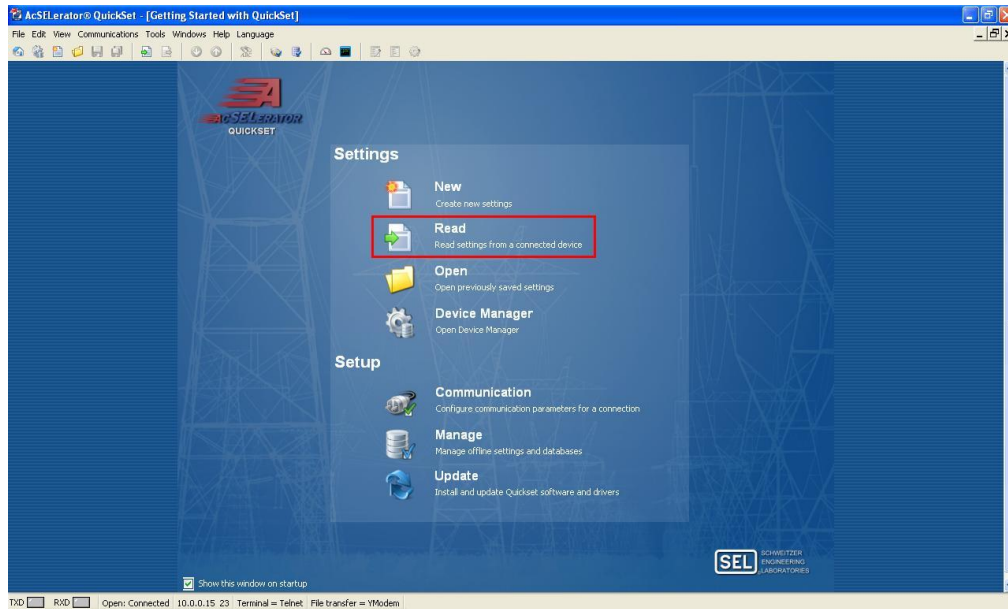 AcSELerator® QuickSet - [Getting Started with QuickSet]
File Edit View Communications Tools Windows Help Language
ACSELERATOR
QUICKSET
Settings
New
Create new settings
Read
Read settings from a connected device
Open
Open previously saved settings
Device Manager
Open Device Manager
Setup
Communication
Configure communication parameters for a connection
Manage
Manage offline settings and databases
Update
Install and update Quickset software and drivers
SEL
SCHWEITZER
ENGINEERING
LABORATORIES
Show this window on startup
TXD RXD Open: Connected 10.0.0.15 23 Terminal = Telnet File transfer = YModem